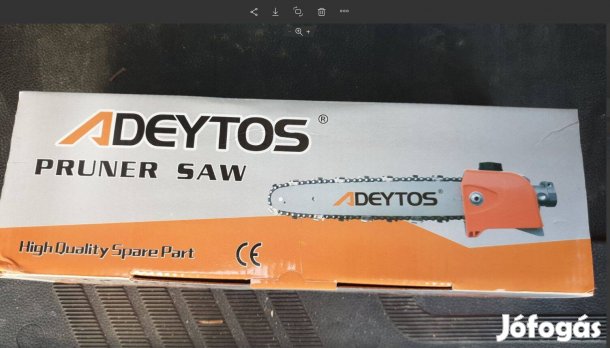 ADEYTOS ®
PRUNER SAW
ADEYTOS®
High Quality Spare Part CE
Jófogás